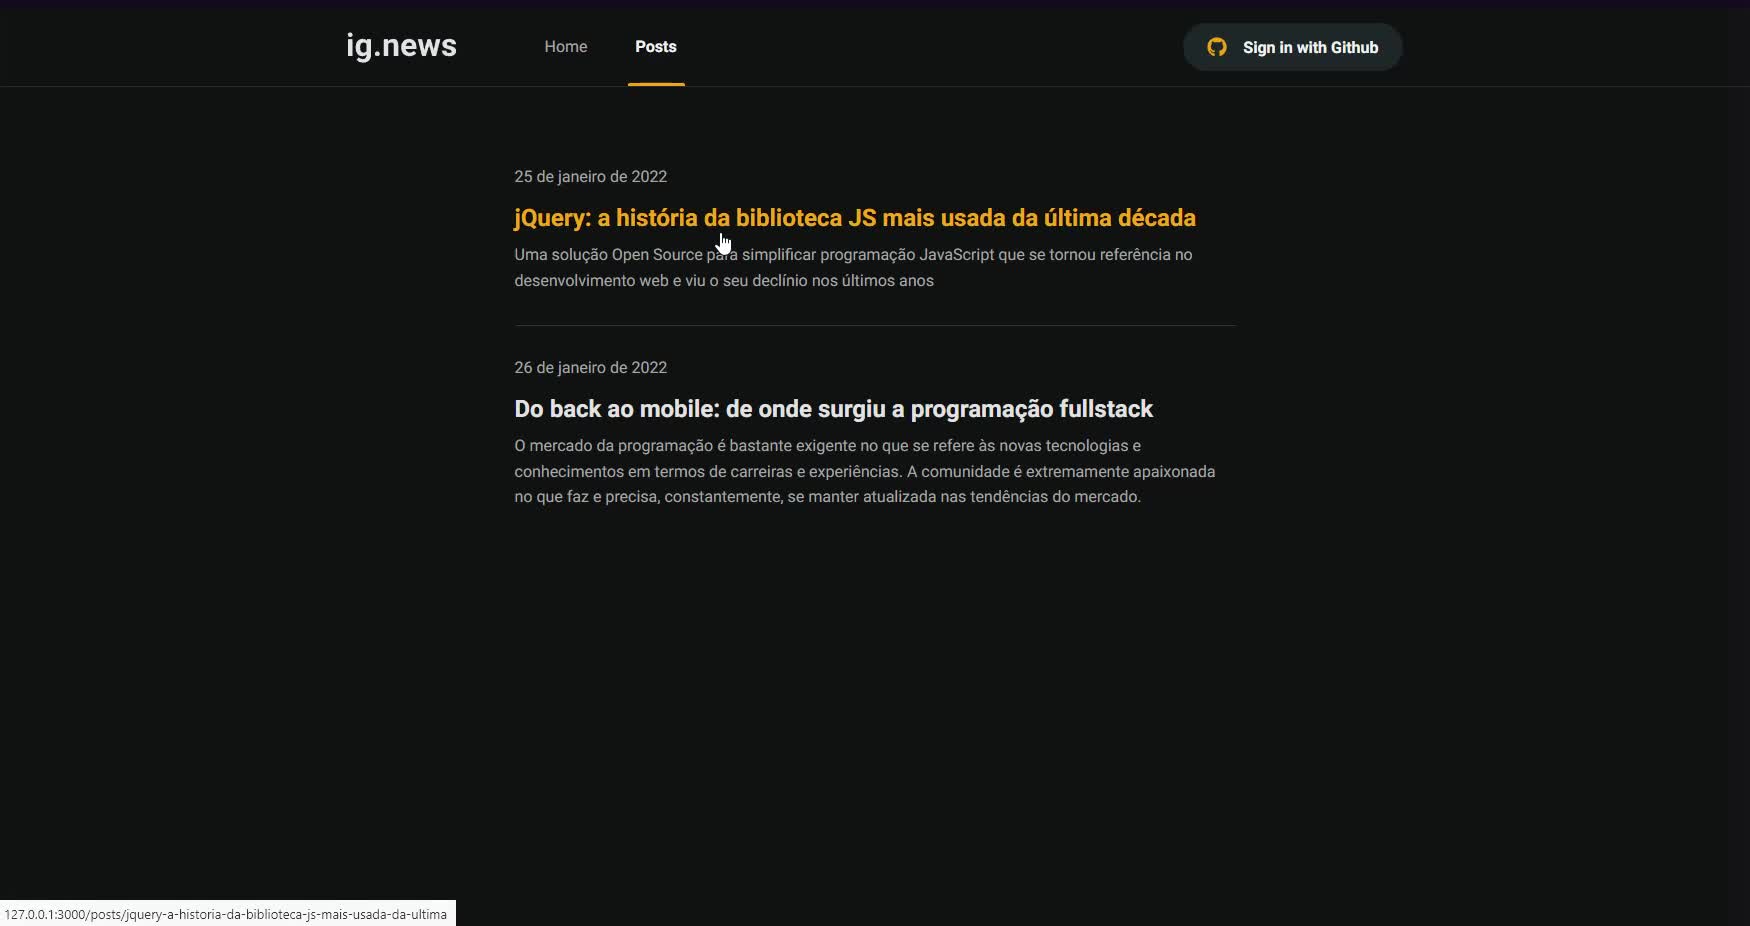 ig.news
Home
Posts
Sign in with Github
25 de janeiro de 2022
jQuery: a história da biblioteca JS mais usada da última década
Uma solução Open Source para simplificar programação JavaScript que se tornou referência no
desenvolvimento web e viu o seu declínio nos últimos anos
26 de janeiro de 2022
Do back ao mobile: de onde surgiu a programação fullstack
O mercado da programação é bastante exigente no que se refere às novas tecnologias e
conhecimentos em termos de carreiras e experiências. A comunidade é extremamente apaixonada
no que faz e precisa, constantemente, se manter atualizada nas tendências do mercado.
127.0.0.1:3000/posts/jquery-a-historia-da-biblioteca-js-mais-usada-da-ultima